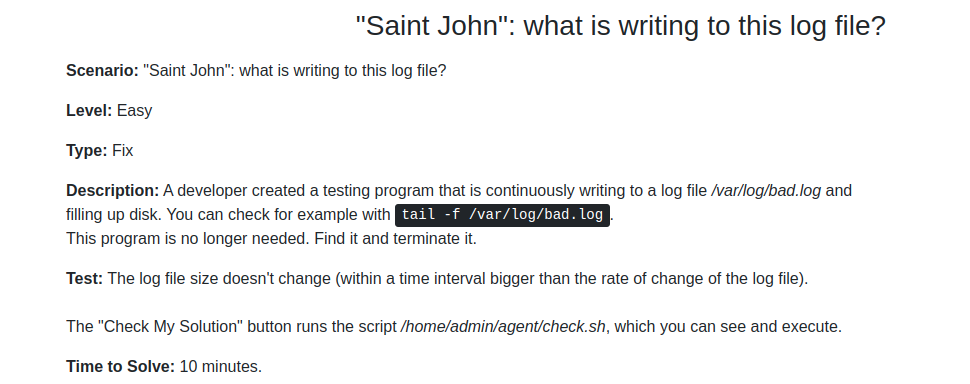 "Saint John": what is writing to this log file?
Scenario: "Saint John": what is writing to this log file?
Level: Easy
Type: Fix
Description: A developer created a testing program that is continuously writing to a log file /var/log/bad.log and
filling up disk. You can check for example with tail -f /var/log/bad.log.
This program is no longer needed. Find it and terminate it.
Test: The log file size doesn't change (within a time interval bigger than the rate of change of the log file).
The "Check My Solution" button runs the script /home/admin/agent/check.sh, which you can see and execute.
Time to Solve: 10 minutes.